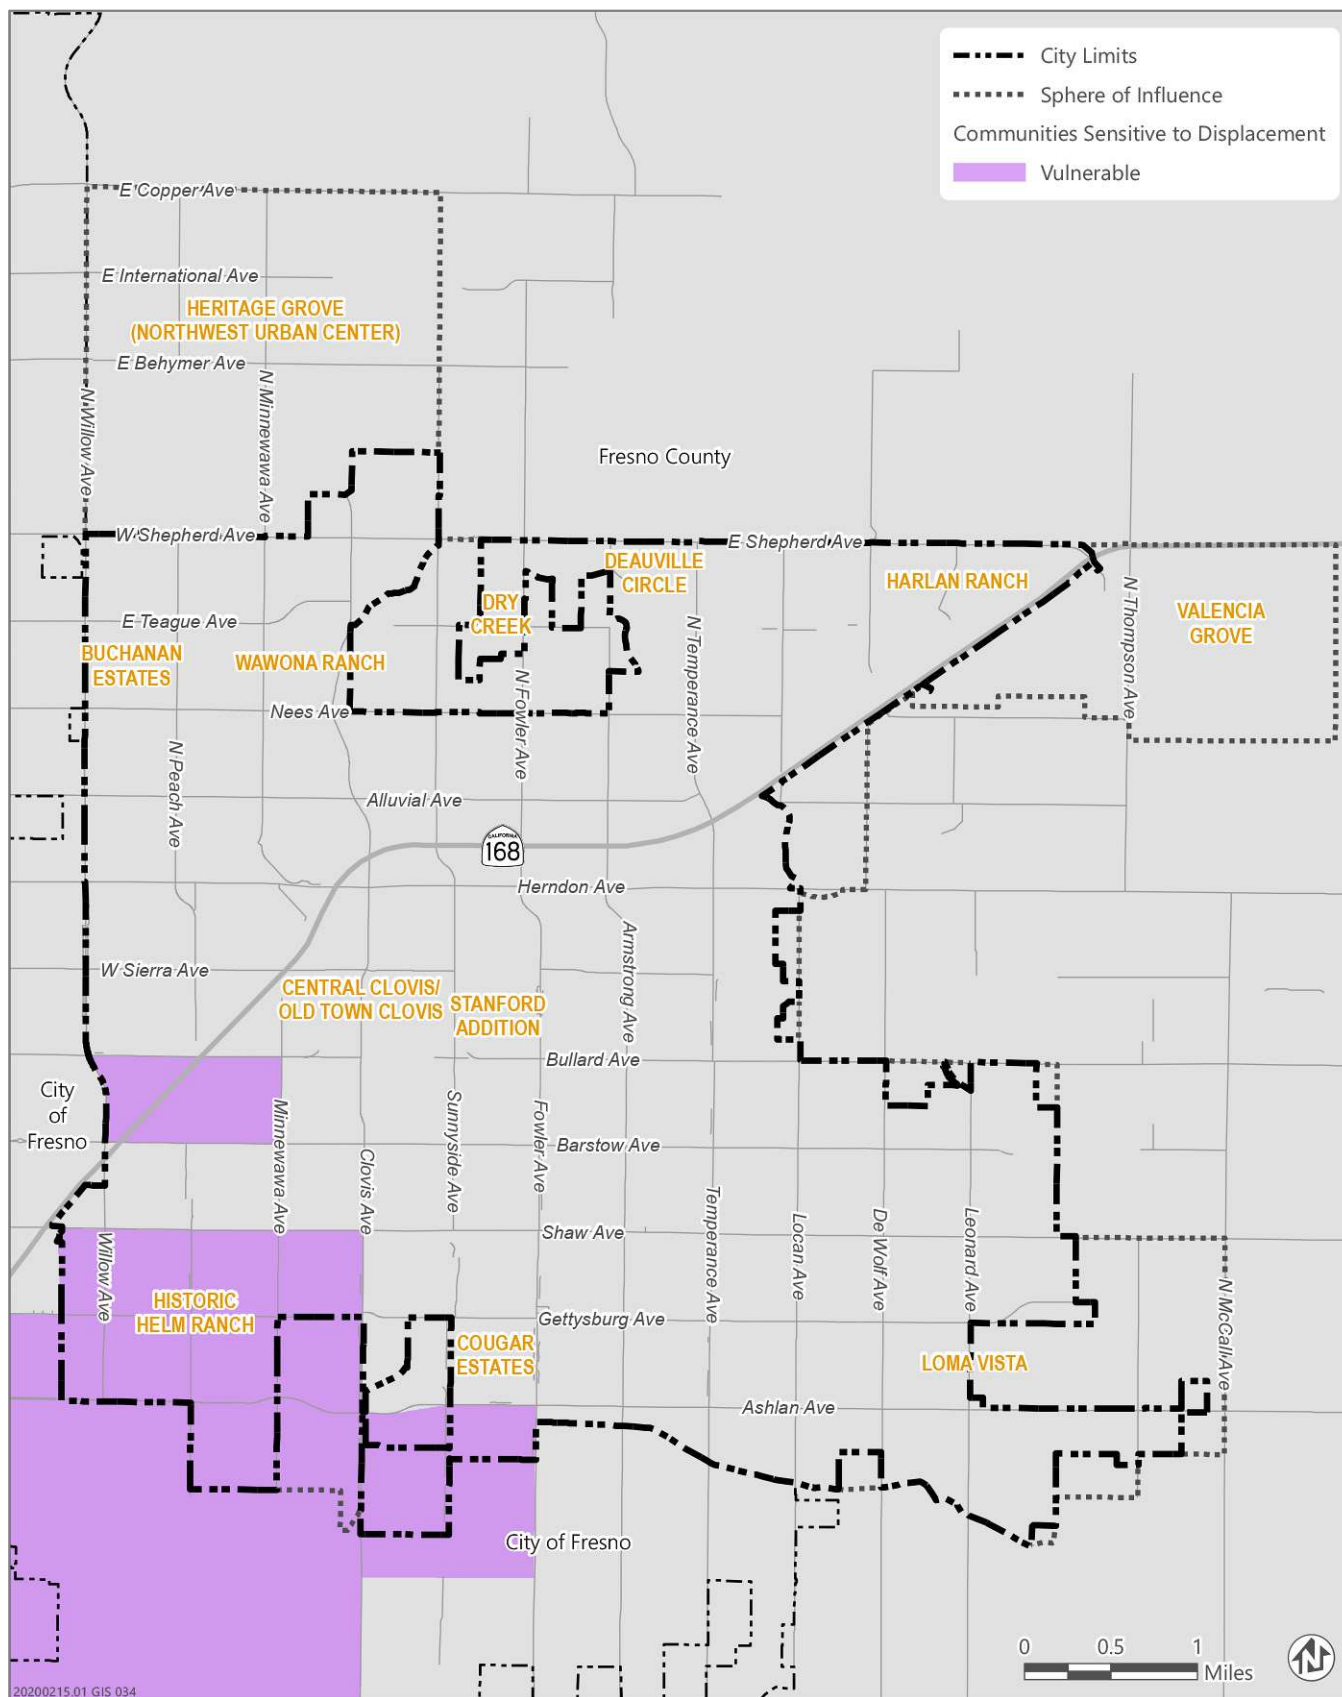 City Limits
Sphere of Influence
Communities Sensitive to Displacement
Vulnerable
E Copper Ave
E International Ave
HERITAGE GROVE
(NORTHWEST URBAN CENTER)
E Behymer Ave
N Willow Ave
N Minnewawa Ave
Fresno County
W Shepherd Ave
E Shepherd Ave
DEAUVILLE
CIRCLE
HARLAN RANCH
DRY
CREEK
N Thompson Ave
VALENCIA
GROVE
E Teague Ave
BUCHANAN
ESTATES
WAWONA RANCH
N Temperance Ave
N Fowler Ave
Nees Ave
N Peach Ave
Alluvial Ave
CALIFORNIA
168
Herndon Ave
Armstrong Ave
W Sierra Ave
CENTRAL CLOVIS/
OLD TOWN CLOVIS
STANFORD
ADDITION
Bullard Ave
City
of
Fresno
Minnewawa Ave
Sunnyside Ave
Fowler Ave
Barstow Ave
Clovis Ave
Temperance Ave
Locan Ave
De Wolf Ave
Leonard Ave
Shaw Ave
Willow Ave
N McCall Ave
HISTORIC
HELM RANCH
Gettysburg Ave
COUGAR
ESTATES
LOMA VISTA
Ashlan Ave
City of Fresno
0 0.5 1
Miles
N
20200215.01 GIS 034